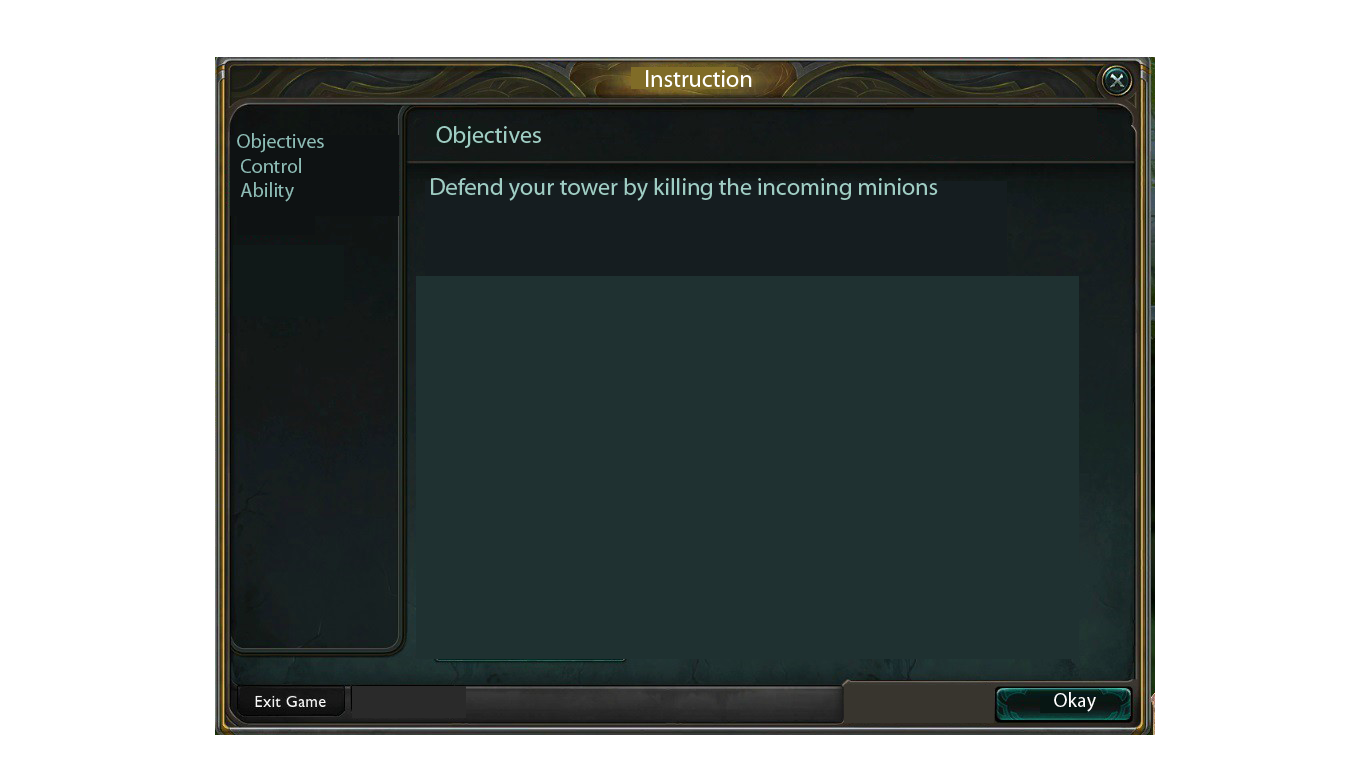 Instruction
Objectives
Control
Ability
Objectives
Defend your tower by killing the incoming minions
Exit Game
Okay